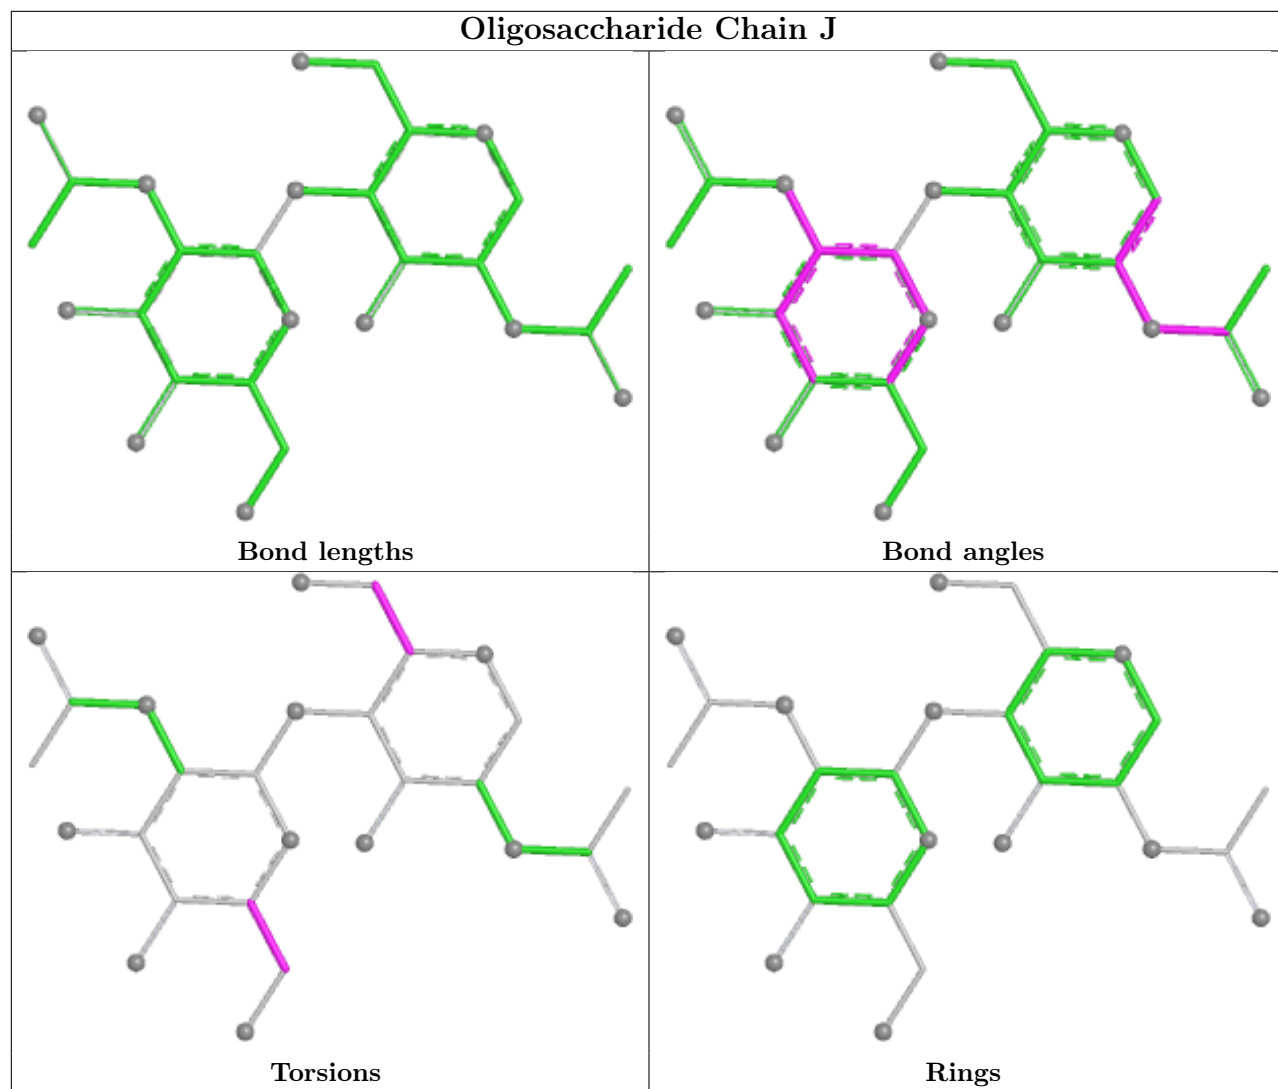 Oligosaccharide Chain J
Bond lengths
Bond angles
Torsions
Rings